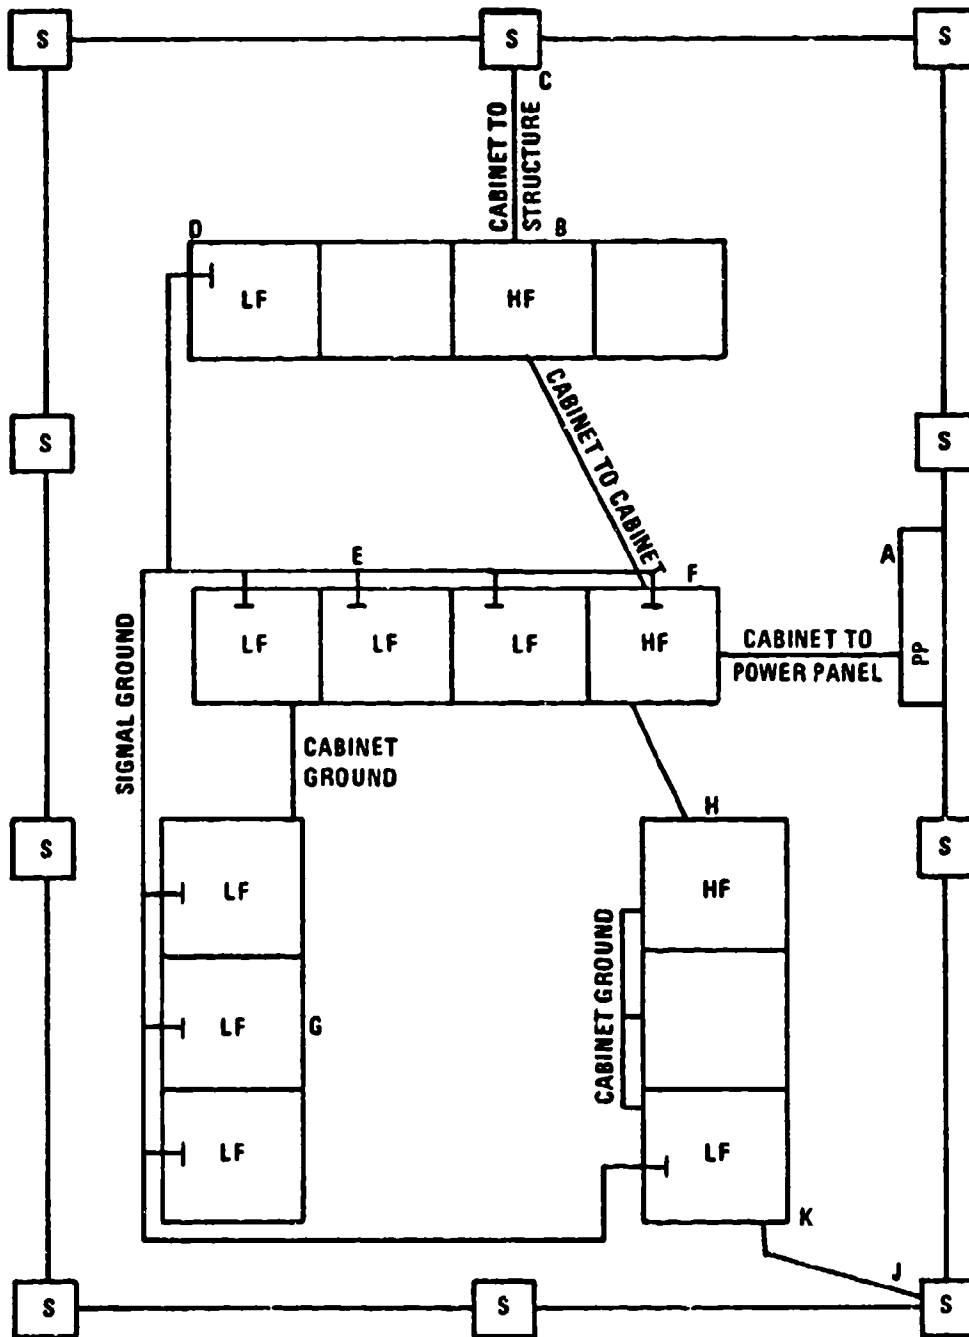 S
S
S
C
CABINET TO
STRUCTURE
D
B
LF
HF
CABINET TO CABINET
S
S
A
E
F
LF
LF
LF
HF
CABINET TO
POWER PANEL
PP
SIGNAL GROUND
CABINET
GROUND
S
S
H
LF
HF
CABINET GROUND
LF
G
LF
LF
K
J
S
S
S